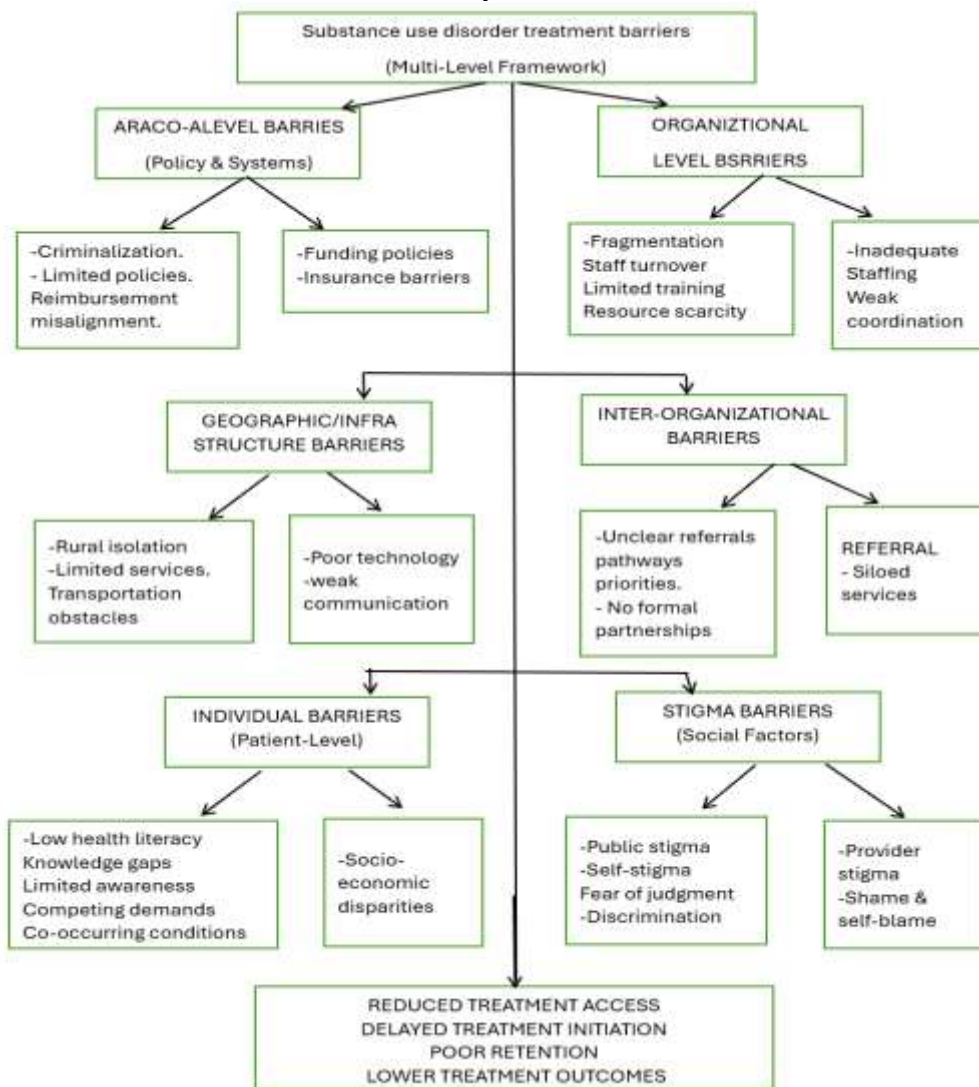 Substance use disorder treatment barriers
(Multi-Level Framework)
ARACO-ALEVEL BARRIES
(Policy & Systems)
ORGANIZTIONAL
LEVEL BSRRIERS
-Criminalization.
- Limited policies.
Reimbursement
misalignment.
-Funding policies
-Insurance barriers
-Fragmentation
Staff turnover
Limited training
Resource scarcity
-Inadequate
Staffing
Weak
coordination
GEOGRAPHIC/INFRA
STRUCTURE BARRIERS
INTER-ORGANIZATIONAL
BARRIERS
-Rural isolation
-Limited services.
Transportation
obstacles
-Poor technology
-weak
communication
-Unclear referrals
pathways
priorities.
- No formal
partnerships
REFERRAL
- Siloed
services
INDIVIDUAL BARRIERS
(Patient-Level)
STIGMA BARRIERS
(Social Factors)
-Low health literacy
Knowledge gaps
Limited awareness
Competing demands
Co-occurring conditions
-Socio-
economic
disparities
-Public stigma
-Self-stigma
Fear of judgment
-Discrimination
-Provider
stigma
-Shame &
self-blame
REDUCED TREATMENT ACCESS
DELAYED TREATMENT INITIATION
POOR RETENTION
LOWER TREATMENT OUTCOMES